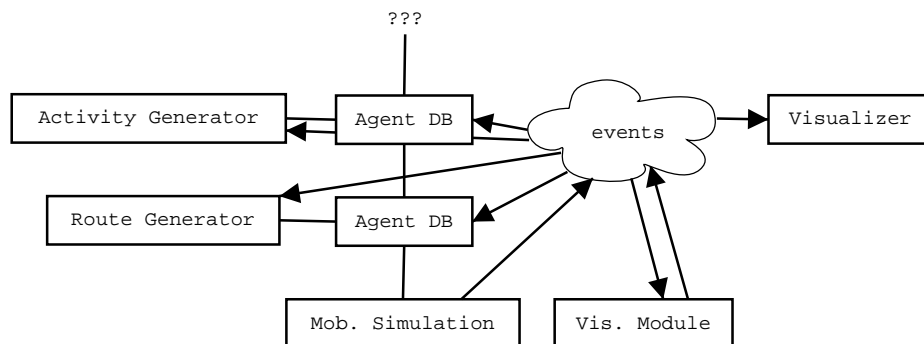 ???
Activity Generator
Agent DB
events
Visualizer
Route Generator
Agent DB
Mob. Simulation
Vis. Module